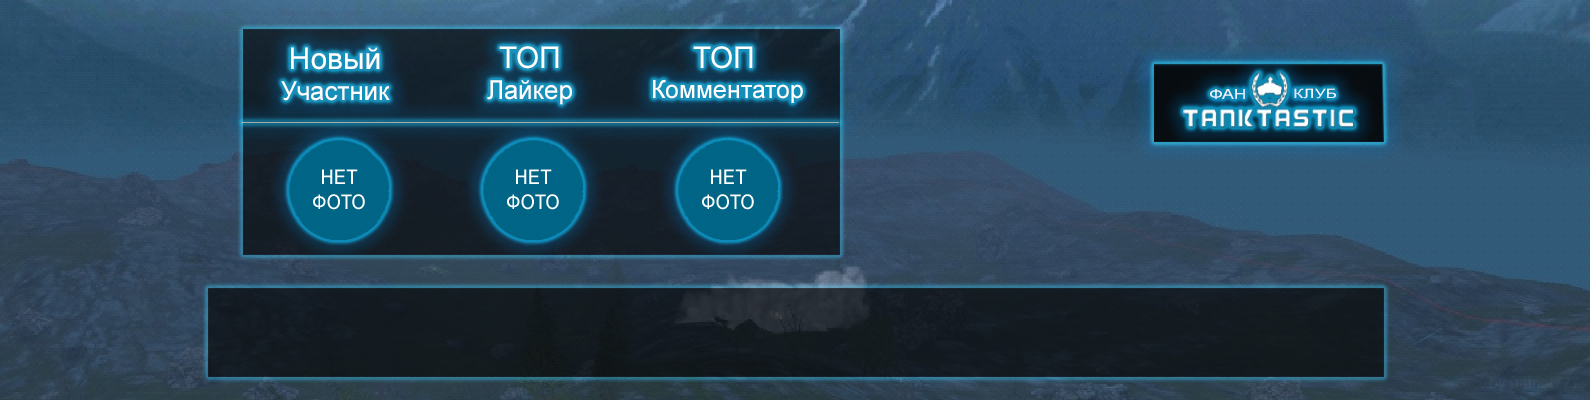 Новый
Участник
ТОП
Лайкер
ТОП
Комментатор
НЕТ
ФОТО
НЕТ
ФОТО
НЕТ
ФОТО
ФАН КЛУБ
TANKTASTIC